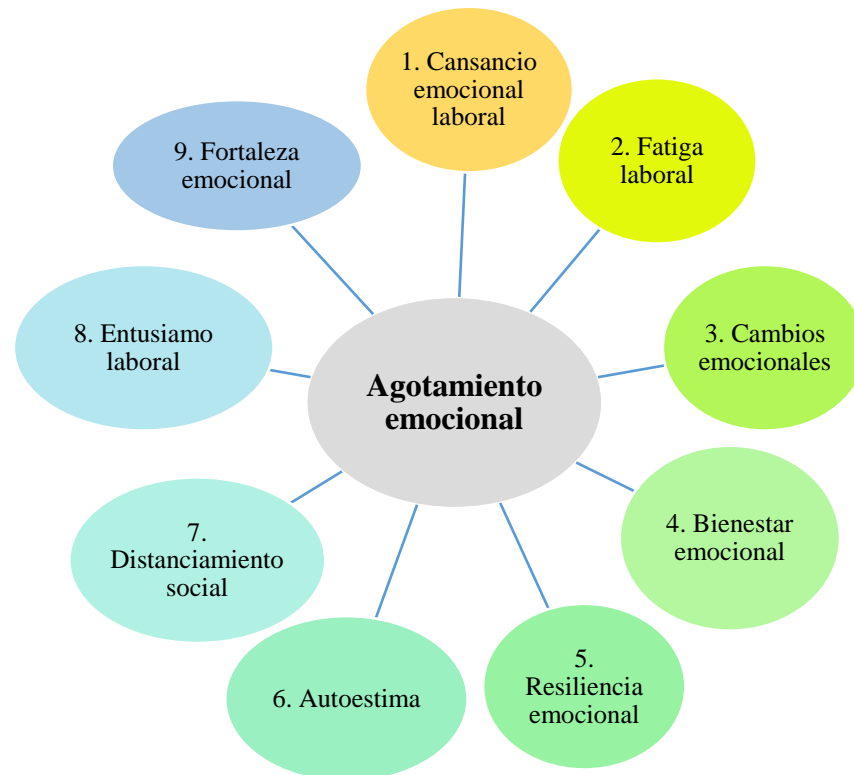 1. Cansancio
emocional
laboral
2. Fatiga
laboral
3. Cambios
emocionales
4. Bienestar
emocional
5.
Resiliencia
emocional
6. Autoestima
7.
Distanciamiento
social
8. Entusiamo
laboral
9. Fortaleza
emocional
Agotamiento
emocional